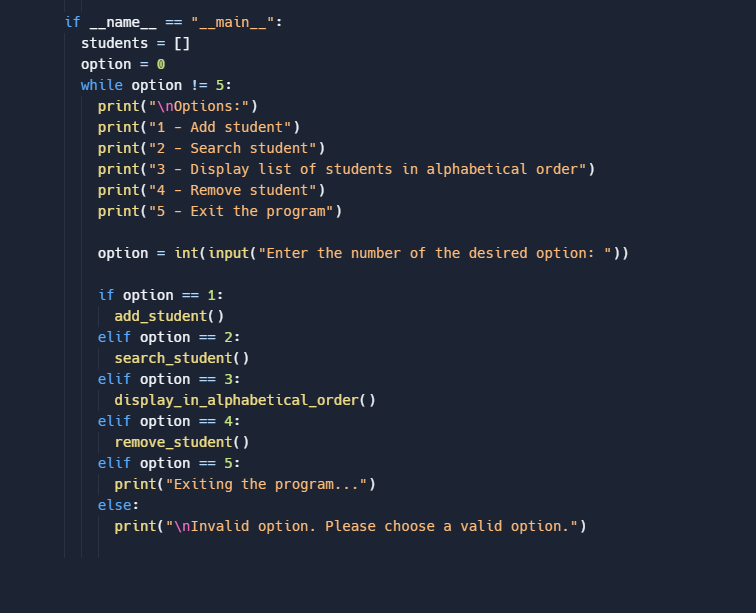 if __name__ == "__main__":
students = []
option = 0
while option != 5:
print("\nOptions:")
print("1 - Add student")
print("2 - Search student")
print("3 - Display list of students in alphabetical order")
print("4 - Remove student")
print("5 - Exit the program")
option = int(input("Enter the number of the desired option: "))
if option == 1:
add_student()
elif option == 2:
search_student()
elif option == 3:
display_in_alphabetical_order()
elif option == 4:
remove_student()
elif option == 5:
print("Exiting the program...")
else:
print("\nInvalid option. Please choose a valid option.")